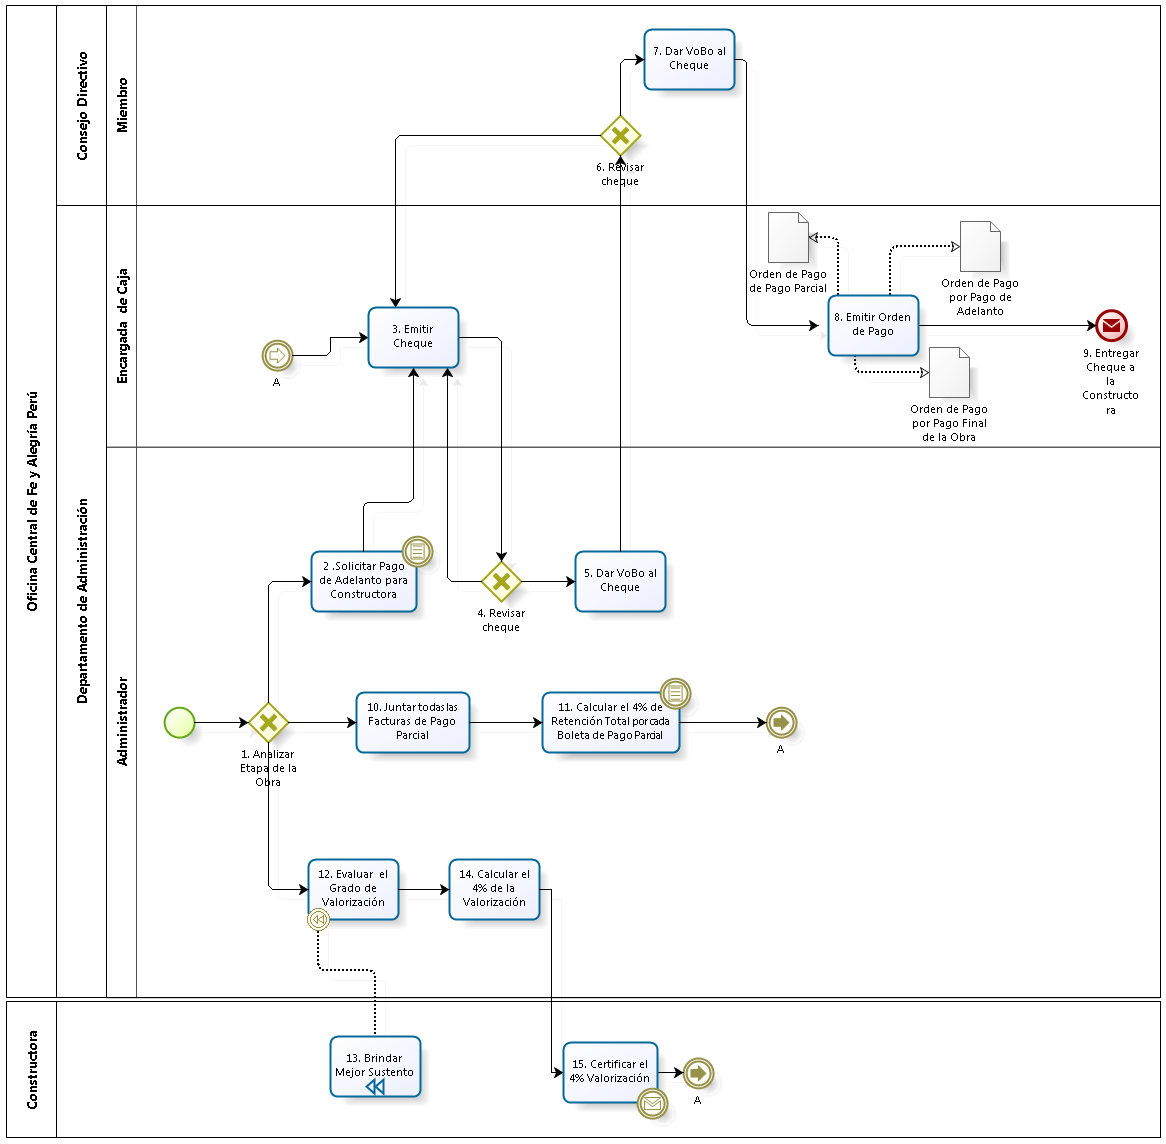 Oficina Central de Fe y Alegría Perú
Consejo Directivo
Miembro
7. Dar VoBo al
Cheque
6. Revisar
cheque
Departamento de Administración
Encargada  de Caja
Orden de Pago
de Pago Parcial
Orden de Pago
por Pago de
Adelanto
3. Emitir
Cheque
A
8. Emitir Orden
de Pago
9. Entregar
Cheque a
la
Constructo
ra
Orden de Pago
por Pago Final
de la Obra
Administrador
2 .Solicitar Pago
de Adelanto para
Constructora
4. Revisar
cheque
5. Dar VoBo al
Cheque
1. Analizar
Etapa de la
Obra
10. Juntar todas las
Facturas de Pago
Parcial
11. Calcular el 4% de
Retención Total por cada
Boleta de Pago Parcial
A
12. Evaluar  el
Grado de
Valorización
14. Calcular el
4% de la
Valorización
Constructora
13. Brindar
Mejor Sustento
15. Certificar el
4% Valorización
A